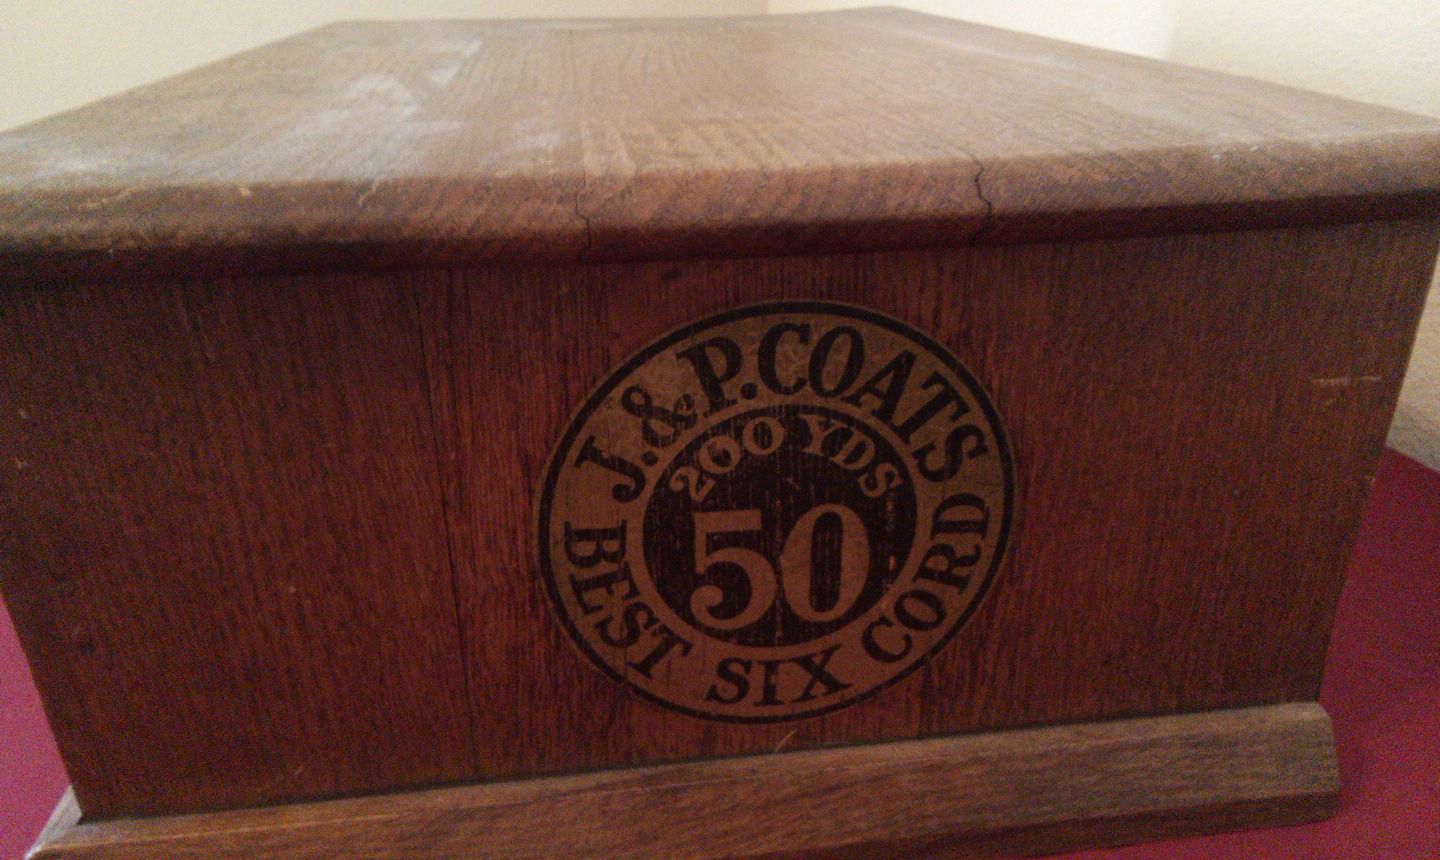 J.&P.COATS
200 YDS.
50
BEST SIX CORD